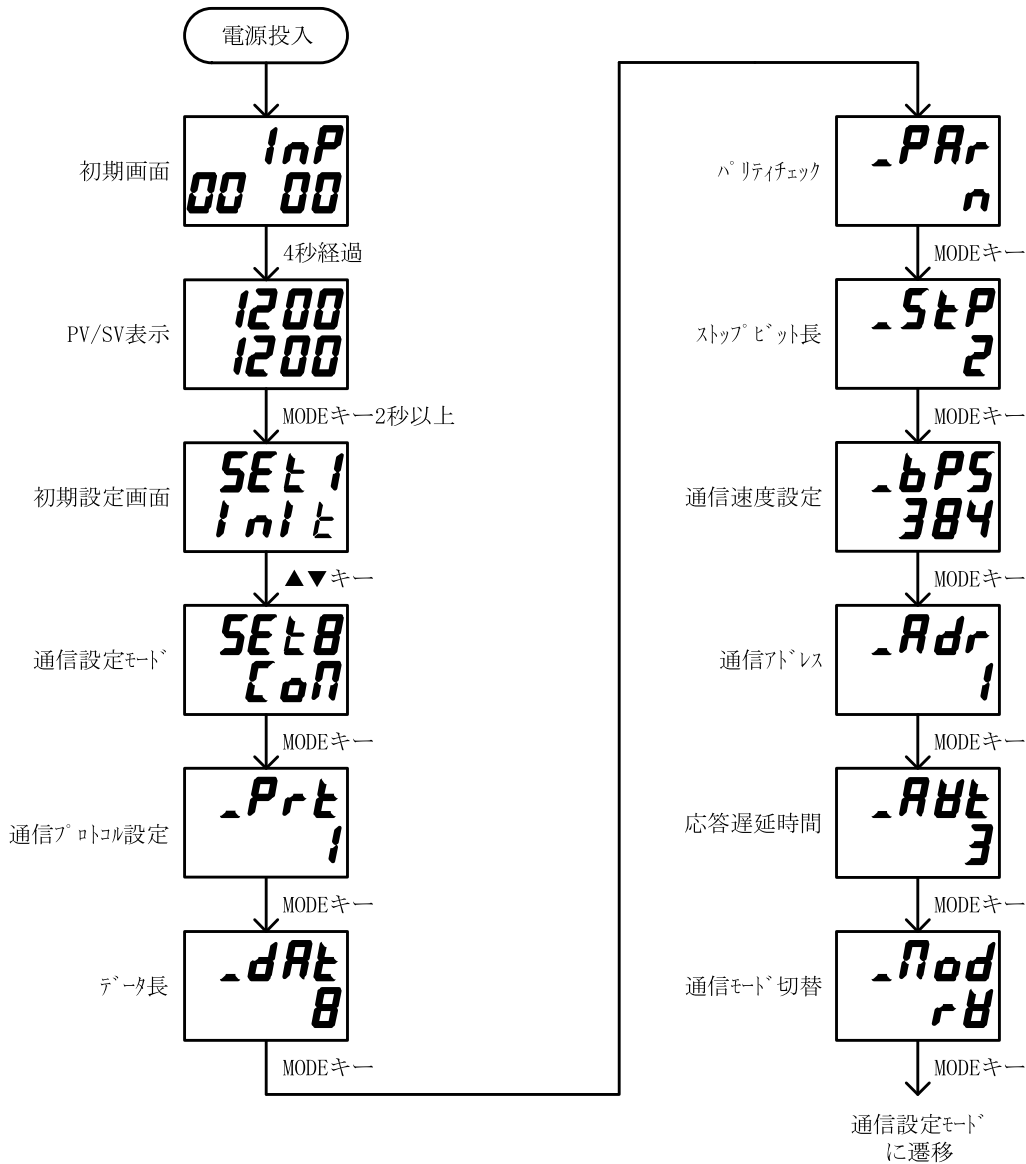 電源投入
初期画面
InP
00 00
4秒経過
PV/SV表示
1200
1200
MODEキー2秒以上
初期設定画面
SEt1
InIt
▲▼キー
通信設定ﾓｰﾄﾞ
SEt8
CoM
MODEキー
通信ﾌﾟﾛﾄｺﾙ設定
_Prt
1
MODEキー
ﾃﾞｰﾀ長
_dAt
8
MODEキー
ﾊﾟﾘﾃｨﾁｪｯｸ
_PAr
n
MODEキー
ｽﾄｯﾌﾟﾋﾞｯﾄ長
_StP
2
MODEキー
通信速度設定
_bPS
384
MODEキー
通信ｱﾄﾞﾚｽ
_Adr
1
MODEキー
応答遅延時間
_AWt
3
MODEキー
通信ﾓｰﾄﾞ切替
_Mod
rW
MODEキー
通信設定ﾓｰﾄﾞ
に遷移